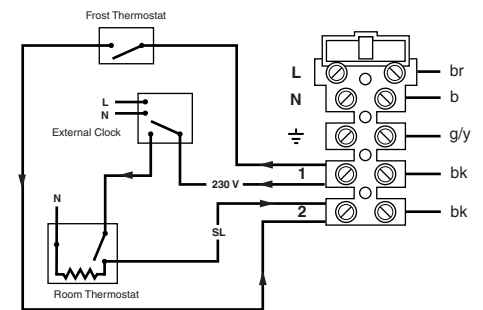 Frost Thermostat
L
N
External Clock
230 V
N
SL
Room Thermostat
L
N
1
2
br
b
g/y
bk
bk